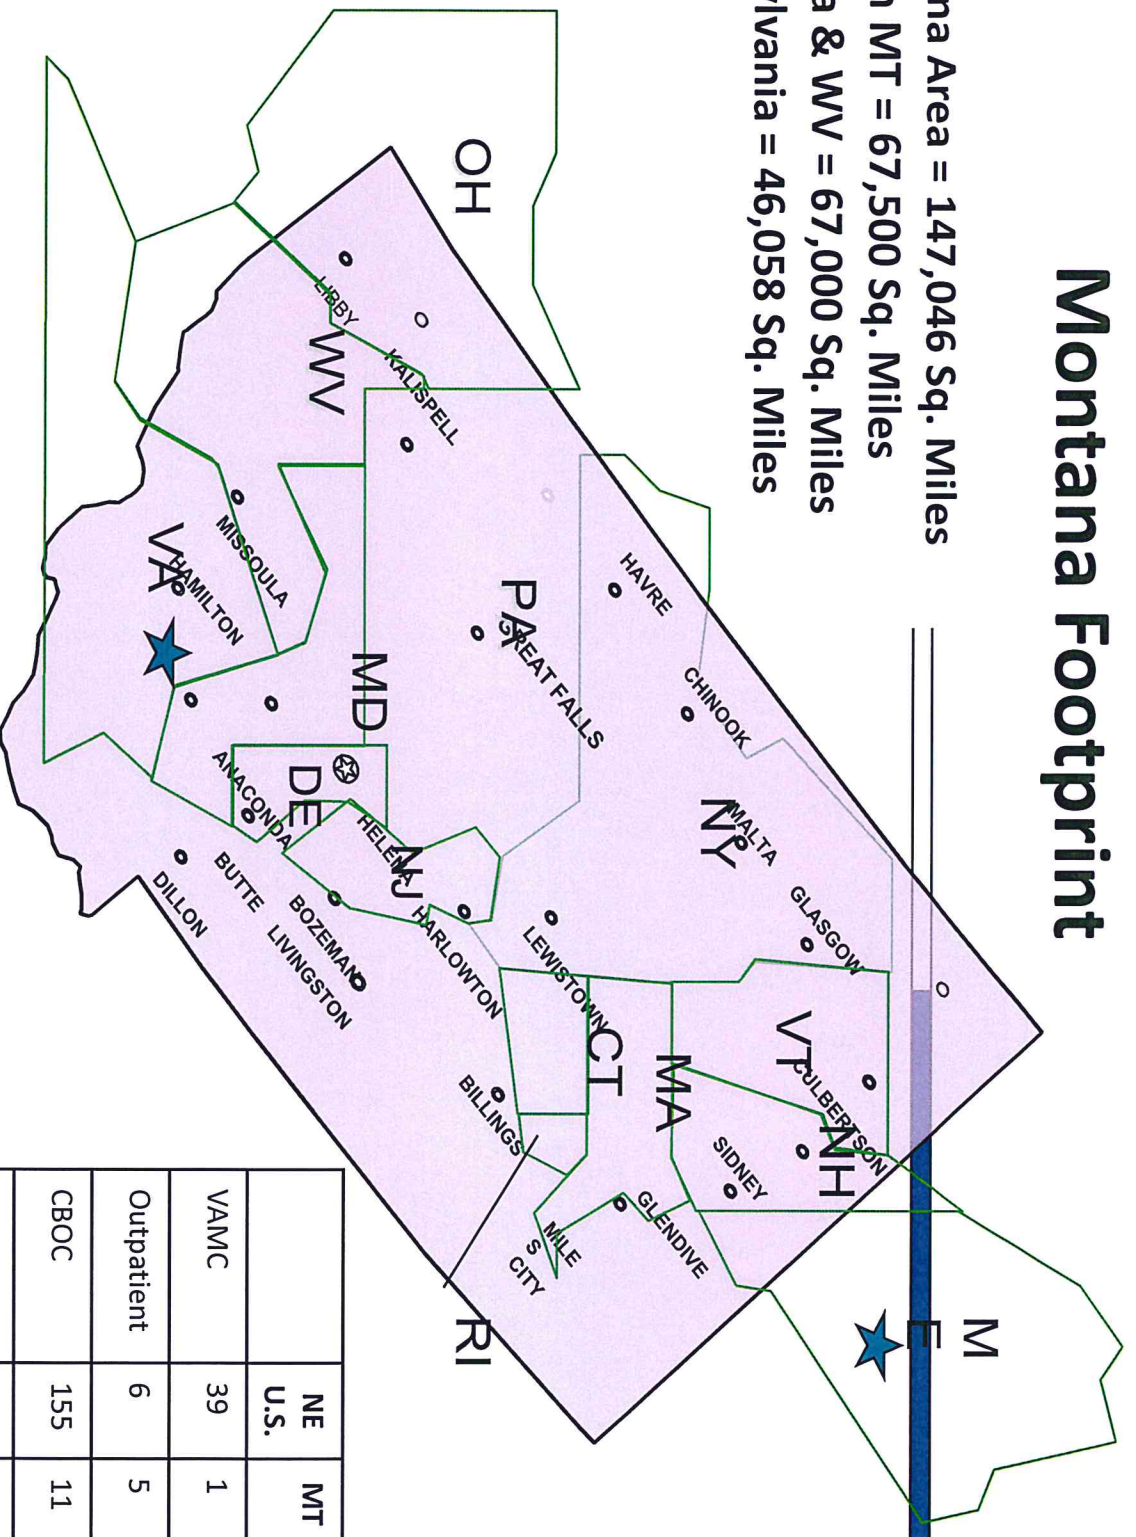 Montana Footprint
na Area = 147,046 Sq. Miles
MT = 67,500 Sq. Miles
& WV = 67,000 Sq. Miles
ylvania = 46,058 Sq. Miles
OH
WV
VA
PA
MD
DE
NJ
NY
CT
MA
VT
NH
RI
M
E
LIBBY
KALISPELL
MISSOULA
HAMILTON
HAVRE
GREAT FALLS
CHINOOK
MALTA
GLASGOW
ANACONDA
HELENA
BUTTE
DILLON
BOZEMAN
LIVINGSTON
HARLOWTON
LEWISTOWN
BILLINGS
CULBERTSON
SIDNEY
GLENDIVE
MILE
S
CITY
NE
U.S. MT
VAMC 39 1
Outpatient 6 5
CBOC 155 11